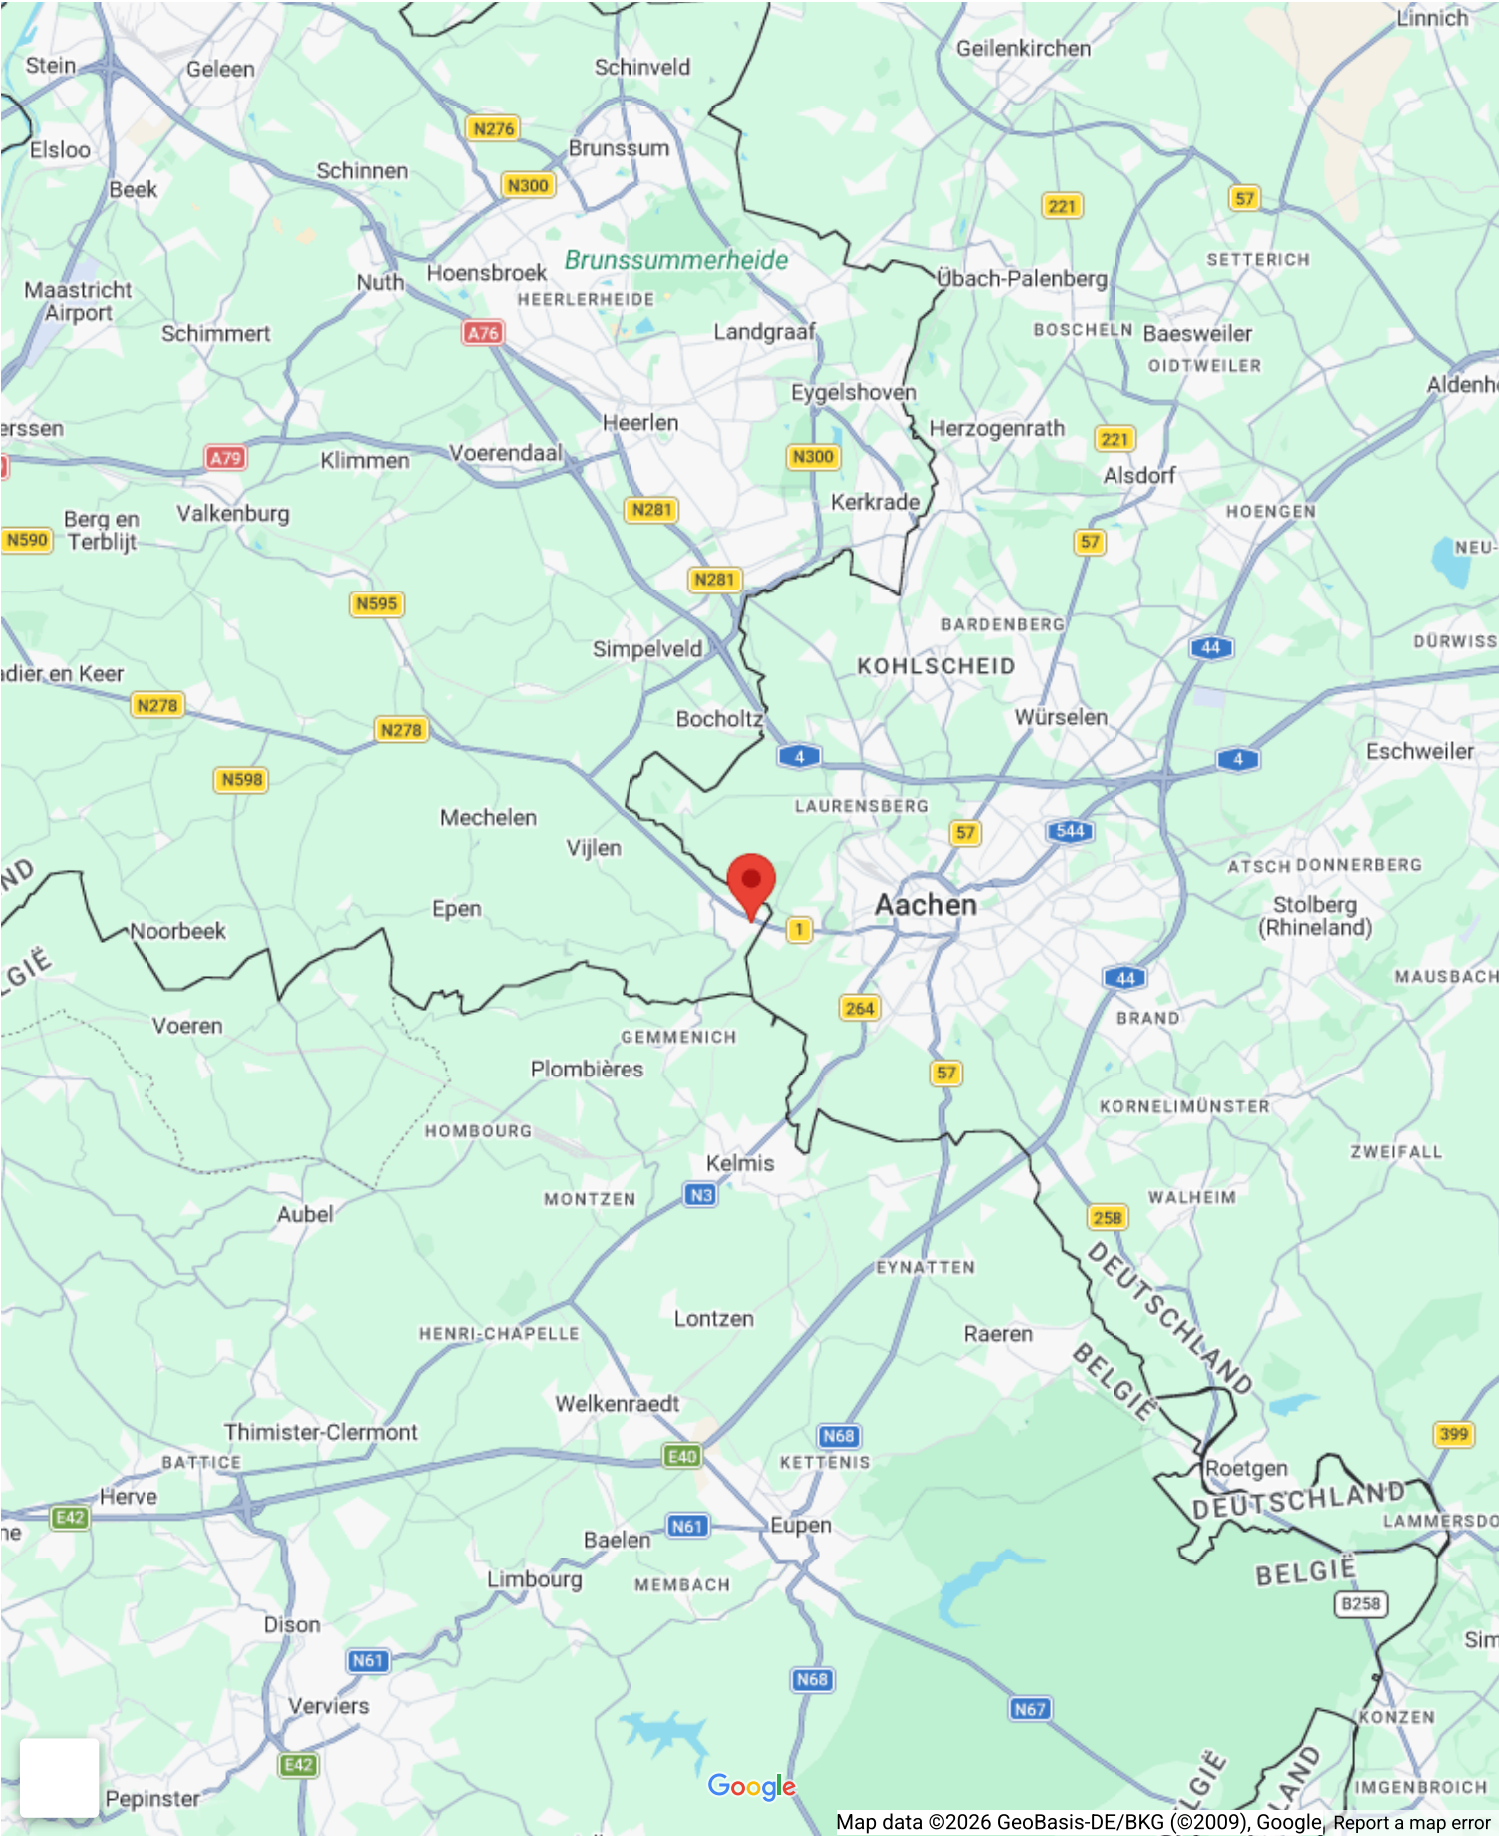 Linnich
Geilenkirchen
Stein
Geleen
Schinveld
N276
Elsloo
Brunssum
Schinnen
Beek
N300
57
221
Brunssummerheide
SETTERICH
Hoensbroek
Nuth
Übach-Palenberg
Maastricht
Airport
HEERLERHEIDE
Schimmert
A76
Landgraaf
BOSCHELN
Baesweiler
OIDTWEILER
Eygelshoven
Aldenh
erssen
Heerlen
Herzogenrath
221
A79
Klimmen
Voerendaal
N300
Alsdorf
Kerkrade
N281
HOENGEN
Valkenburg
Berg en
Terblijt
N590
57
NEU-
N281
N595
BARDENBERG
DÜRWISS
44
Simpelveld
KOHLSCHEID
adier en Keer
N278
Bocholtz
Würselen
N278
4
4
Eschweiler
N598
LAURENSBERG
Mechelen
57
544
Vijlen
ATSCH
DONNERBERG
ND
Aachen
Stolberg
(Rhineland)
Epen
Noorbeek
1
LGIË
44
MAUSBACH
264
BRAND
Voeren
GEMMENICH
Plombières
57
KORNELIMÜNSTER
HOMBOURG
ZWEIFALL
Kelmis
N3
MONTZEN
WALHEIM
Aubel
258
EYNATTEN
DEUTSCHLAND
Lontzen
HENRI-CHAPELLE
Raeren
BELGIË
Welkenraedt
Thimister-Clermont
N68
399
E40
BATTICE
KETTENIS
Roetgen
Herve
DEUTSCHLAND
E42
ne
N61
Eupen
LAMMERSDO
Baelen
BELGIË
Limbourg
MEMBACH
B258
Dison
Sim
N61
N68
Verviers
N67
KONZEN
E42
LGIË
LAND
Google
IMGENBROICH
Pepinster
Map data ©2026 GeoBasis-DE/BKG (©2009), Google, Report a map error